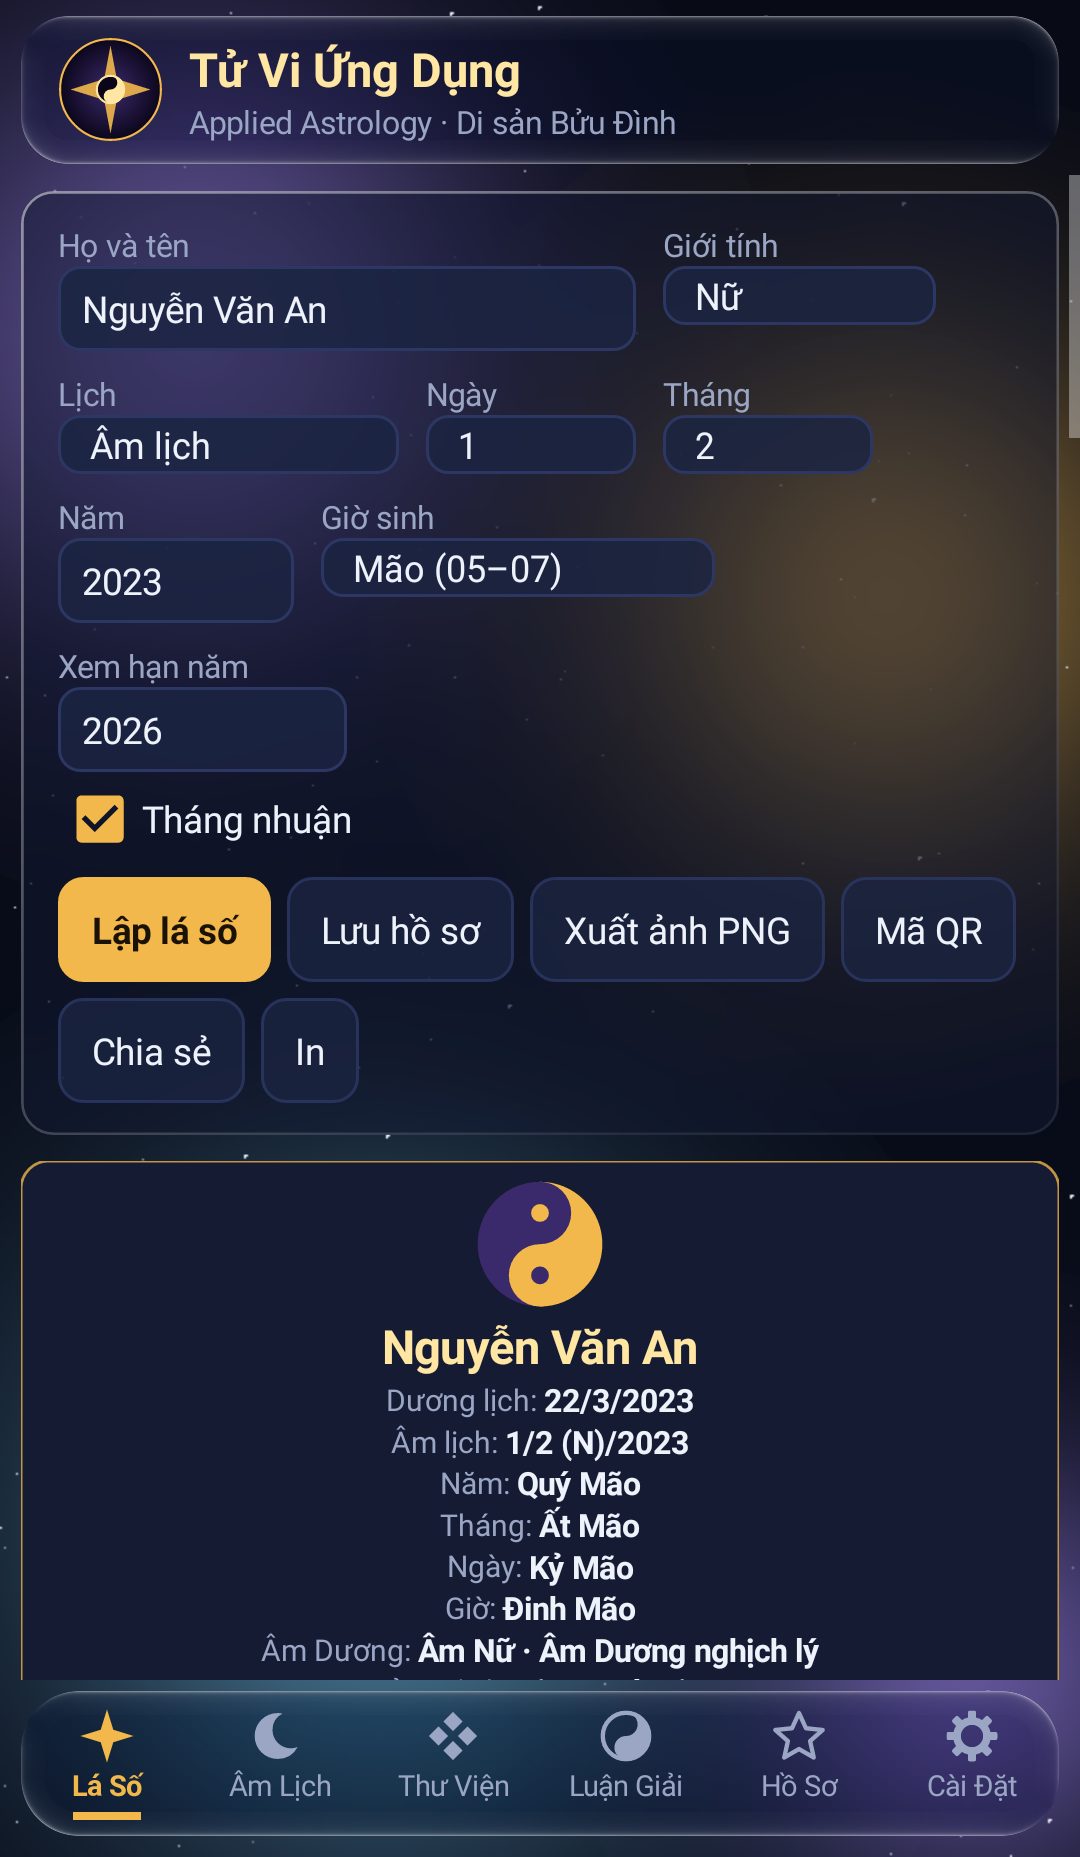 Tử Vi Ứng Dụng
Applied Astrology · Di sản Bửu Đình
Họ và tên
Giới tính
Nguyễn Văn An
Nữ
Lịch
Ngày
Tháng
Âm lịch
1
2
Năm
Giờ sinh
2023
Mão (05–07)
Xem hạn năm
2026
Tháng nhuận
Lập lá số
Lưu hồ sơ
Xuất ảnh PNG
Mã QR
Chia sẻ
In
Nguyễn Văn An
Dương lịch: 22/3/2023
Âm lịch: 1/2 (N)/2023
Năm: Quý Mão
Tháng: Ất Mão
Ngày: Kỷ Mão
Giờ: Đinh Mão
Âm Dương: Âm Nữ · Âm Dương nghịch lý
Lá Số
Âm Lịch
Thư Viện
Luận Giải
Hồ Sơ
Cài Đặt